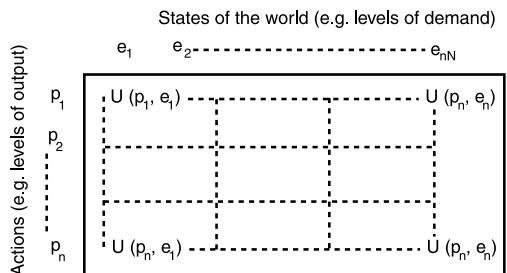 States of the world (e.g. levels of demand)
e1 e2 enN
Actions (e.g. levels of output)
p1 U (p1, e1) U (pn, en)
p2
pn U (pn, e1) U (pn, en)